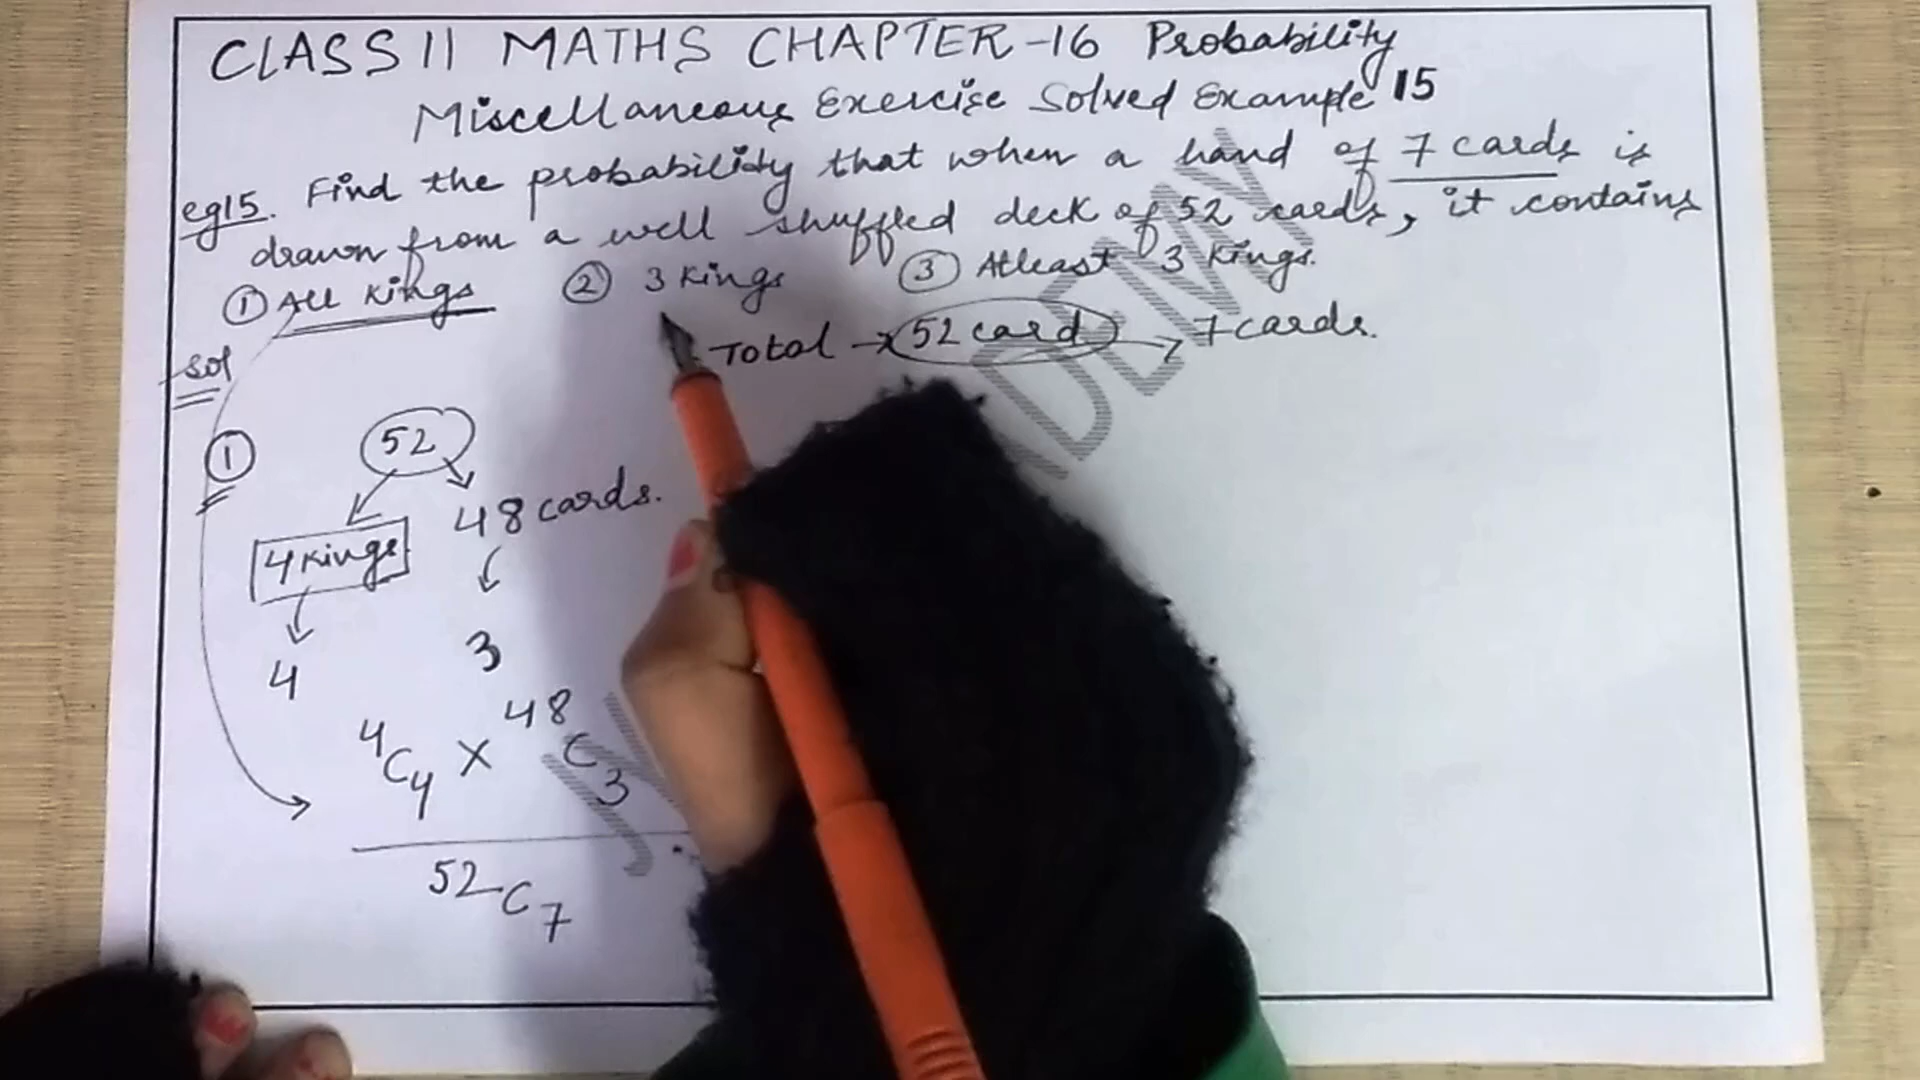 CLASS 11 MATHS CHAPTER-16 Probability
Miscellaneous Exercise Solved Example 15
eg15. Find the probability that when a hand of 7 cards is
drawn from a well shuffled deck of 52 cards, it contains
① All Kings ② 3 Kings ③ Atleast 3 Kings.
Sol Total → 52 card → 7 cards.
① 52
4 Kings 48 cards.
4 3
⁴C₄ × ⁴⁸C₃
⁵²C₇